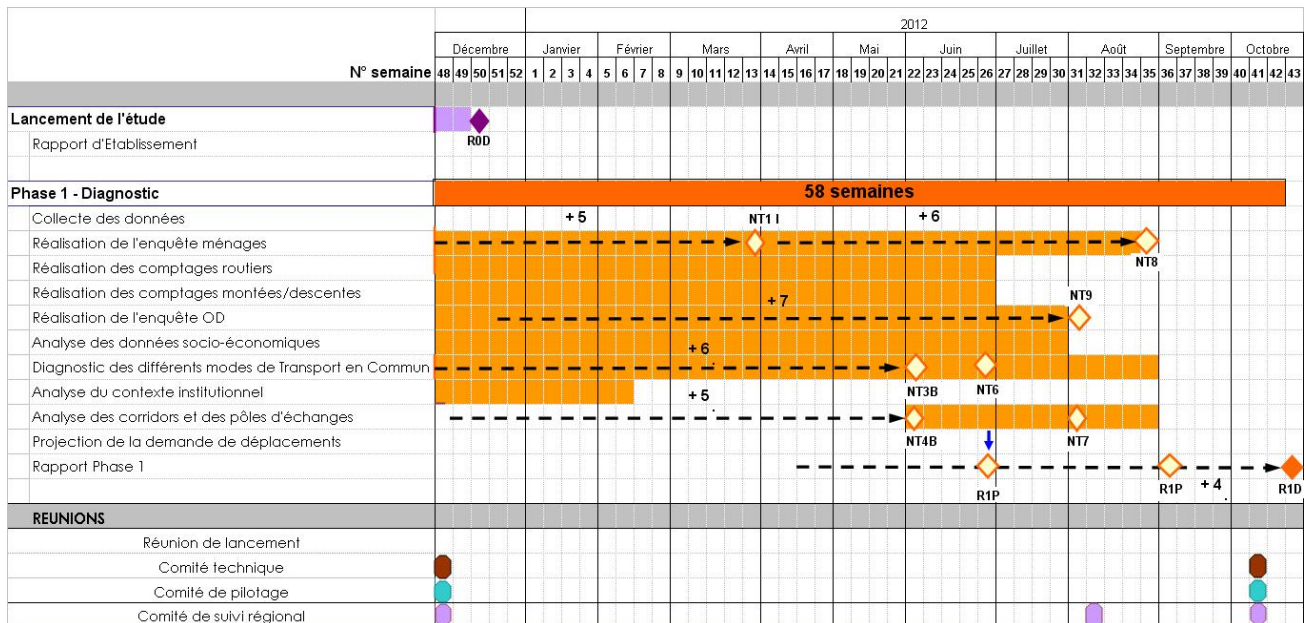 2012
Décembre Janvier Février Mars Avril Mai Juin Juillet Août Septembre Octobre
N° semaine 48 49 50 51 52 1 2 3 4 5 6 7 8 9 10 11 12 13 14 15 16 17 18 19 20 21 22 23 24 25 26 27 28 29 30 31 32 33 34 35 36 37 38 39 40 41 42 43
Lancement de l'étude
R0D
Rapport d'Etablissement
Phase 1 - Diagnostic 58 semaines
Collecte des données + 5 NT1 I + 6
Réalisation de l'enquête ménages
NT8
Réalisation des comptages routiers
Réalisation des comptages montées/descentes + 7 NT9
Réalisation de l'enquête OD
Analyse des données socio-économiques + 6
Diagnostic des différents modes de Transport en Commun
Analyse du contexte institutionnel + 5 NT3B NT6
Analyse des corridors et des pôles d'échanges
Projection de la demande de déplacements NT4B NT7
Rapport Phase 1
R1P R1P + 4 R1D
REUNIONS
Réunion de lancement
Comité technique
Comité de pilotage
Comité de suivi régional